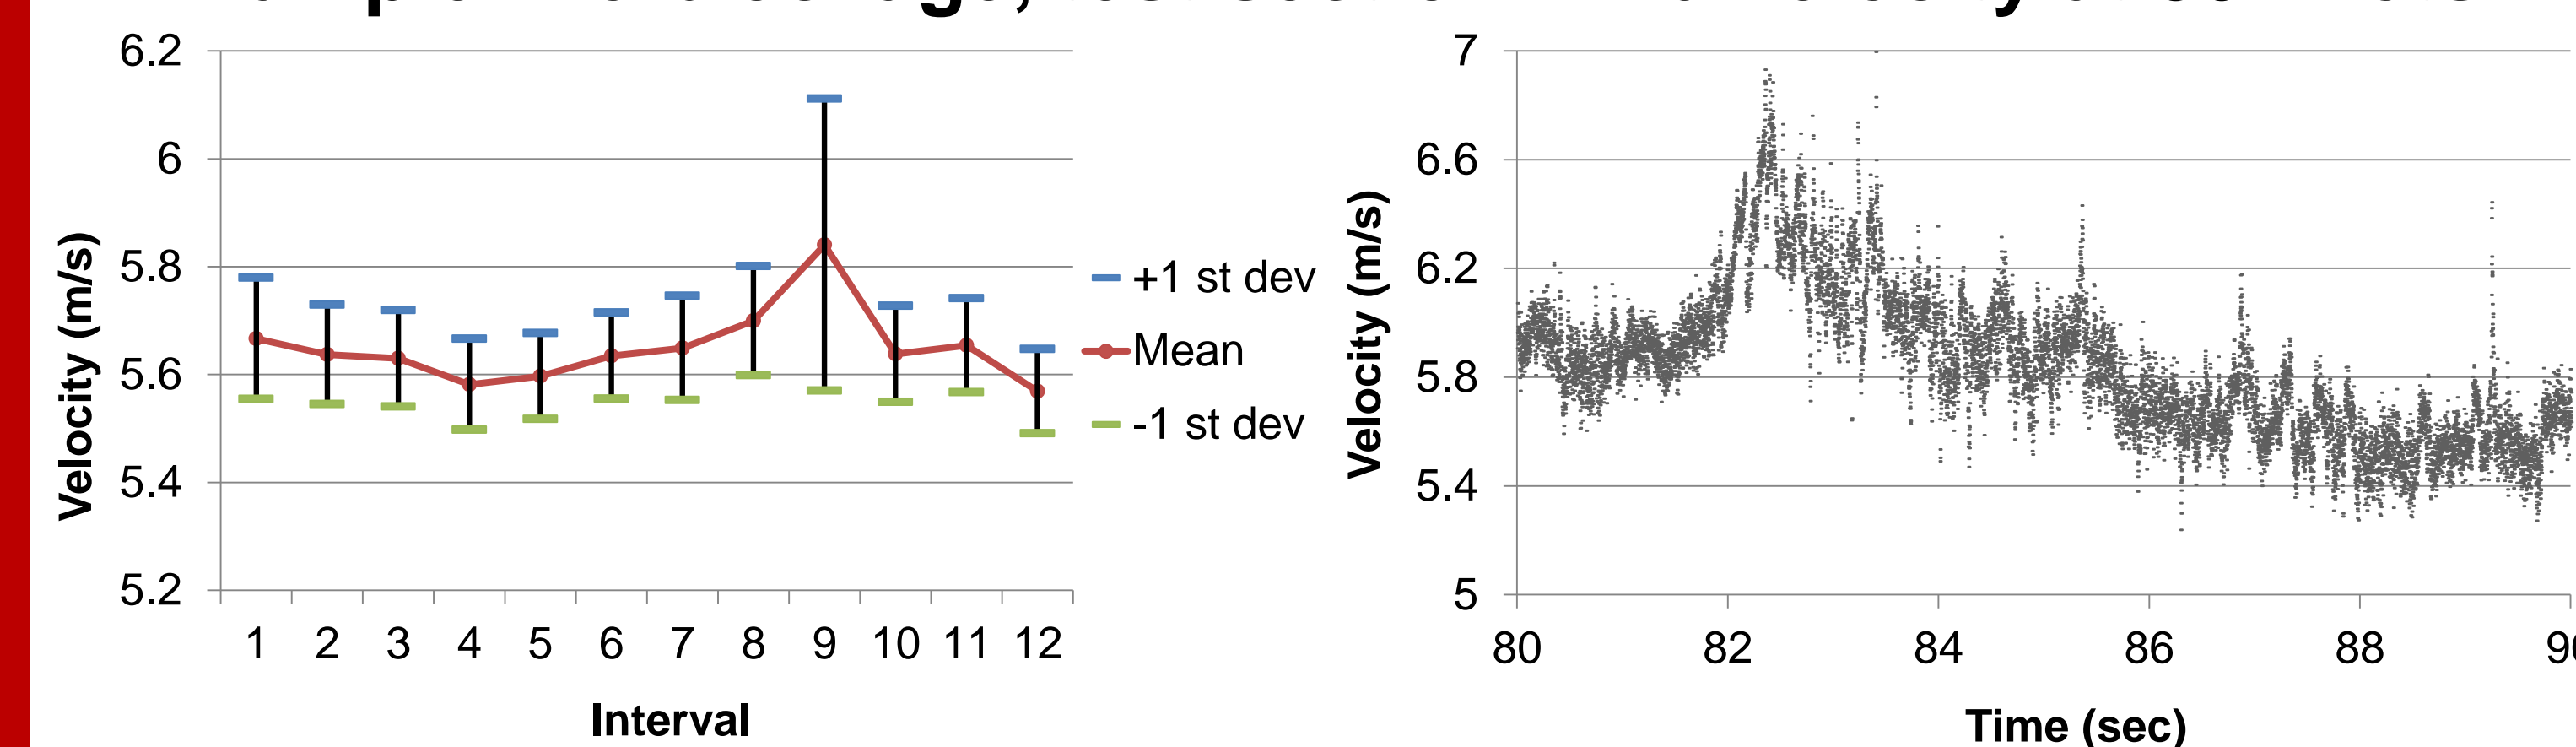 6.2
6
5.8
5.6
5.4
5.2
Velocity (m/s)
1 2 3 4 5 6 7 8 9 10 11 12
Interval
+1 st dev
Mean
-1 st dev
7
6.6
6.2
5.8
5.4
5
Velocity (m/s)
80 82 84 86 88
Time (sec)